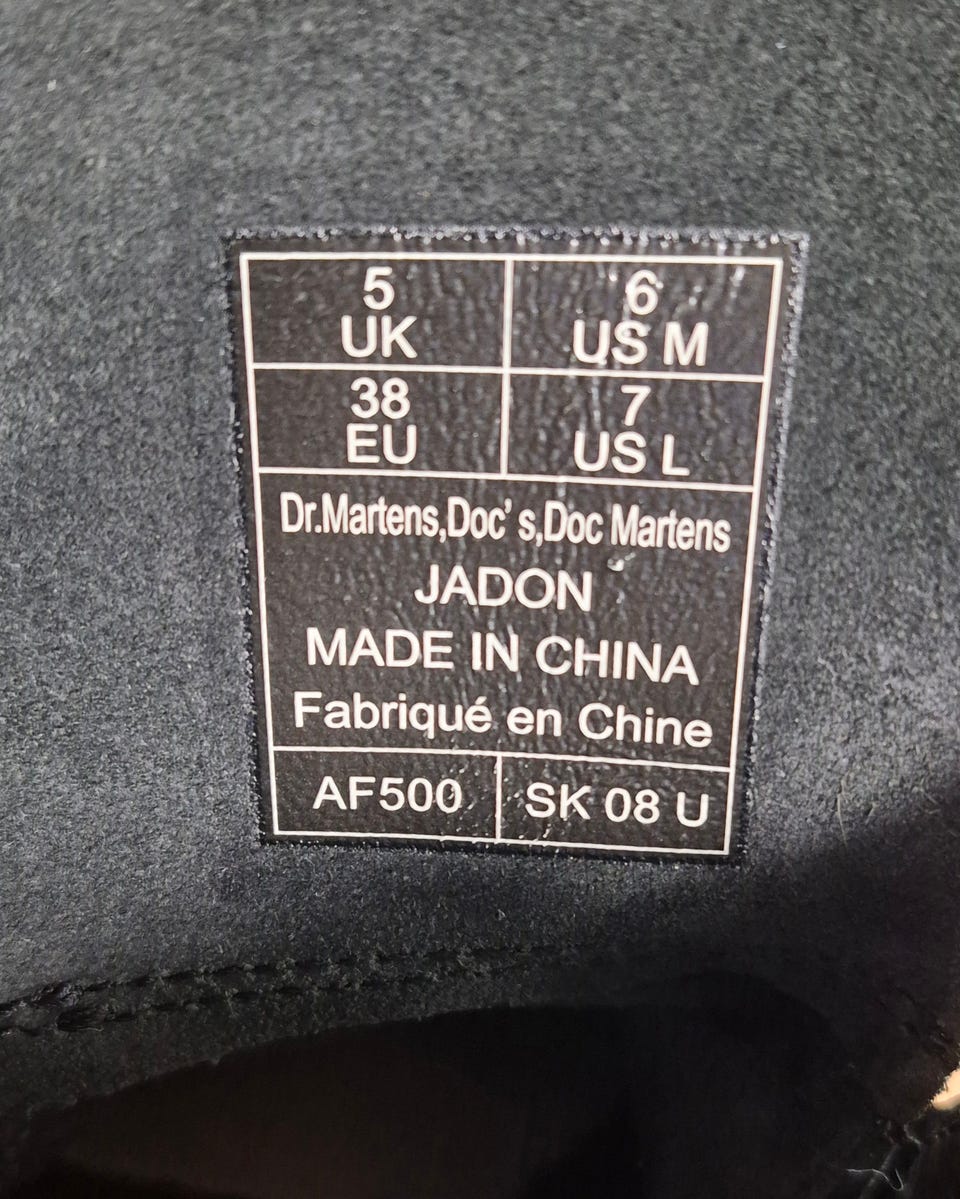 5
UK
6
US M
38
EU
7
US L
Dr.Martens,Doc's,Doc Martens
JADON
MADE IN CHINA
Fabriqué en Chine
AF500
SK 08 U